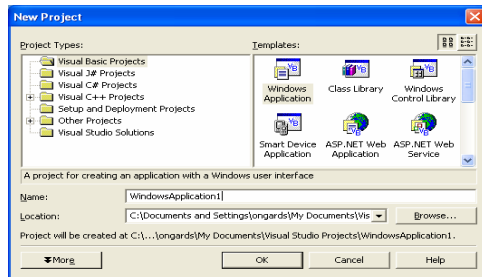 New Project
Project Types:
Templates:
Visual Basic Projects
Visual J# Projects
Visual C# Projects
Visual C++ Projects
Setup and Deployment Projects
Other Projects
Visual Studio Solutions
Windows Application
Class Library
Windows Control Library
Smart Device Application
ASP.NET Web Application
ASP.NET Web Service
A project for creating an application with a Windows user interface
Name:
WindowsApplication1
Location:
C:\Documents and Settings\ongards\My Documents\Vis
Browse...
Project will be created at C:\...\ongards\My Documents\Visual Studio Projects\WindowsApplication1.
More
OK
Cancel
Help